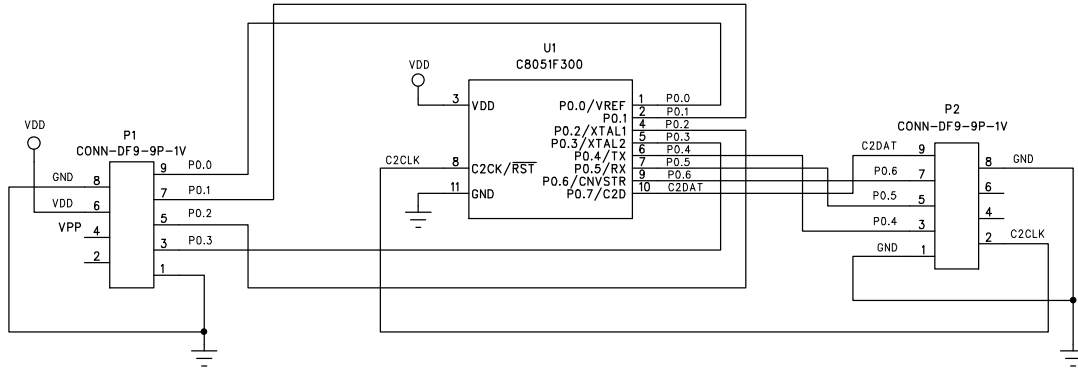 U1
C8051F300
VDD
3 VDD
P0.0/VREF 1 P0.0
P0.1 2 P0.1
P0.2/XTAL1 4 P0.2
P0.3/XTAL2 5 P0.3
P0.4/TX 6 P0.4
P0.5/RX 7 P0.5
P0.6/CNVSTR 9 P0.6
P0.7/C2D 10 C2DAT
C2CLK 8 C2CK/RST
11 GND
VDD
P1
CONN-DF9-9P-1V
9 P0.0
GND 8
7 P0.1
VDD 6
5 P0.2
VPP 4
3 P0.3
2
1
P2
CONN-DF9-9P-1V
C2DAT 9
8 GND
P0.6 7
6
P0.5 5
4
P0.4 3
2 C2CLK
GND 1